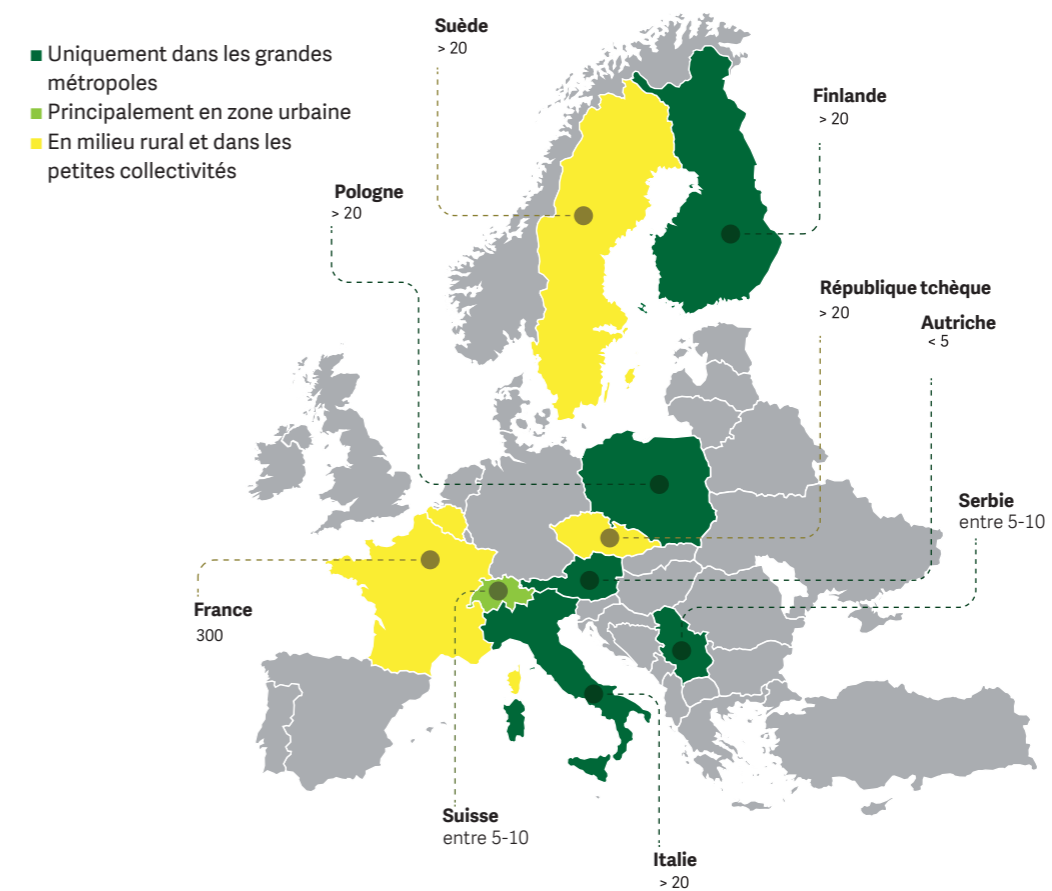 Uniquement dans les grandes
métropoles
Principalement en zone urbaine
En milieu rural et dans les
petites collectivités
Suède
> 20
Finlande
> 20
Pologne
> 20
République tchèque
> 20
Autriche
< 5
Serbie
entre 5-10
France
300
Suisse
entre 5-10
Italie
> 20